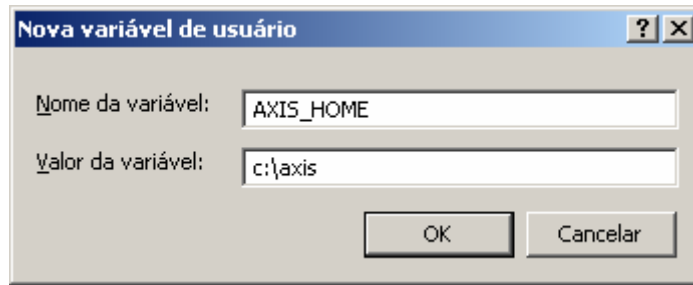 Nova variável de usuário
Nome da variável: AXIS_HOME
Valor da variável: c:\axis
OK Cancelar